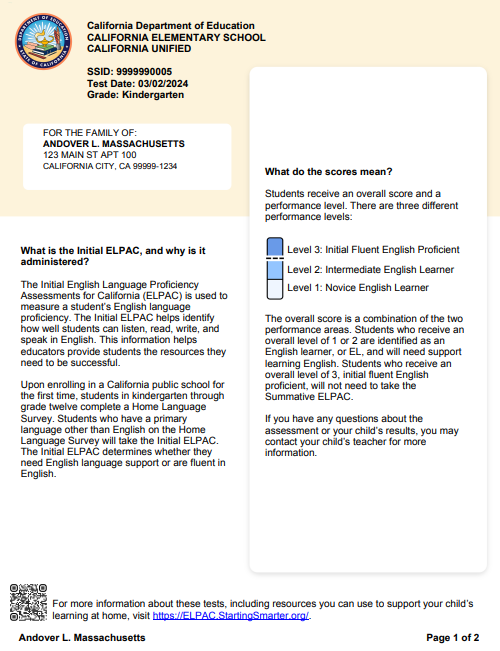 California Department of Education
CALIFORNIA ELEMENTARY SCHOOL
CALIFORNIA UNIFIED
SSID: 9999990005
Test Date: 03/02/2024
Grade: Kindergarten
FOR THE FAMILY OF:
ANDOVER L. MASSACHUSETTS
123 MAIN ST APT 100
CALIFORNIA CITY, CA 99999-1234
What is the Initial ELPAC, and why is it
administered?
The Initial English Language Proficiency
Assessments for California (ELPAC) is used to
measure a student's English language
proficiency. The Initial ELPAC helps identify
how well students can listen, read, write, and
speak in English. This information helps
educators provide students the resources they
need to be successful.
Upon enrolling in a California public school for
the first time, students in kindergarten through
grade twelve complete a Home Language
Survey. Students who have a primary
language other than English on the Home
Language Survey will take the Initial ELPAC.
The Initial ELPAC determines whether they
need English language support or are fluent in
English.
What do the scores mean?
Students receive an overall score and a
performance level. There are three different
performance levels:
Level 3: Initial Fluent English Proficient
Level 2: Intermediate English Learner
Level 1: Novice English Learner
The overall score is a combination of the two
performance areas. Students who receive an
overall level of 1 or 2 are identified as an
English learner, or EL, and will need support
learning English. Students who receive an
overall level of 3, initial fluent English
proficient, will not need to take the
Summative ELPAC.
If you have any questions about the
assessment or your child's results, you may
contact your child's teacher for more
information.
For more information about these tests, including resources you can use to support your child's
learning at home, visit https://ELPAC.StartingSmarter.org/.
Andover L. Massachusetts
Page 1 of 2